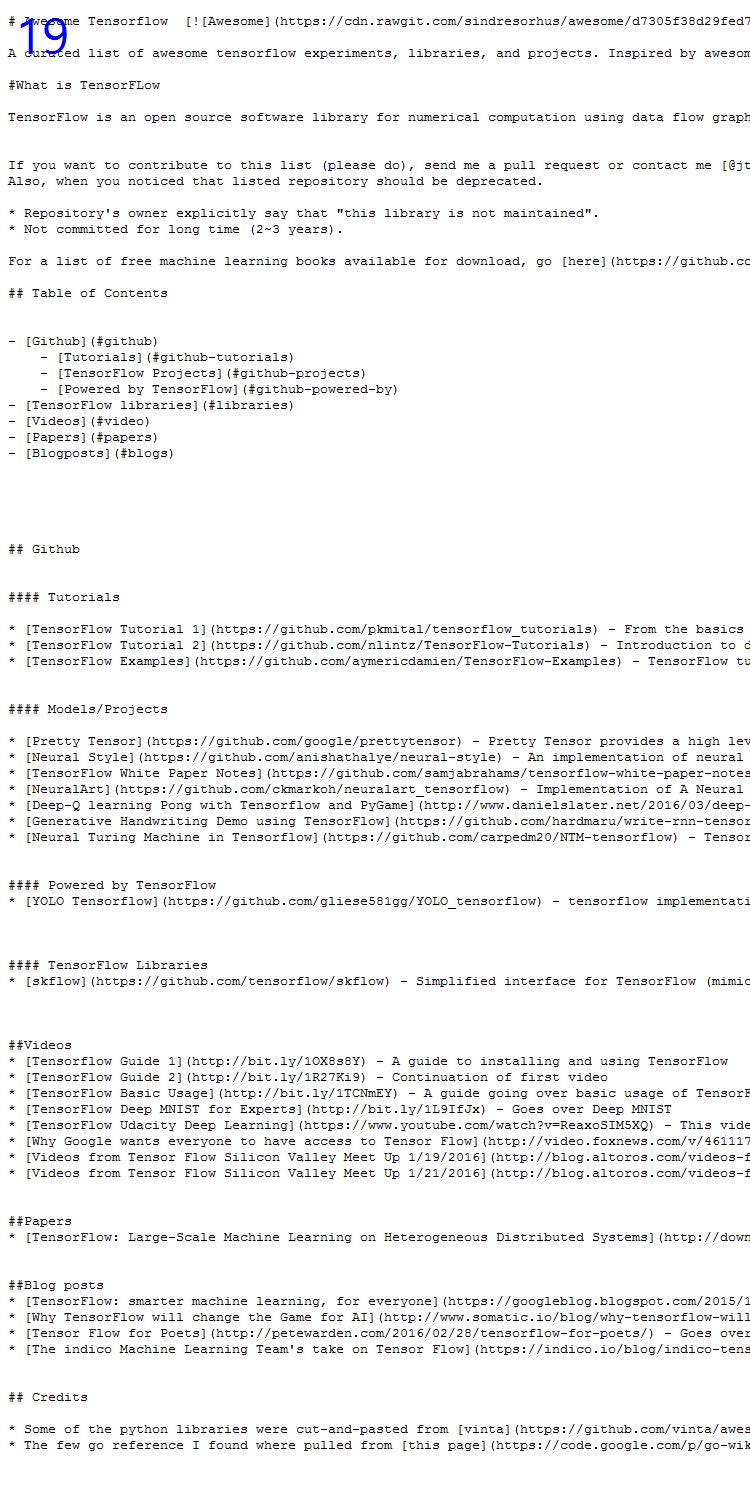 19
# Awesome Tensorflow  [![Awesome](https://cdn.rawgit.com/sindresorhus/awesome/d7305f38d29fed7
A curated list of awesome tensorflow experiments, libraries, and projects. Inspired by awesom
#What is TensorFLow
TensorFlow is an open source software library for numerical computation using data flow graph
If you want to contribute to this list (please do), send me a pull request or contact me [@jt
Also, when you noticed that listed repository should be deprecated.
* Repository's owner explicitly say that "this library is not maintained".
* Not committed for long time (2~3 years).
For a list of free machine learning books available for download, go [here](https://github.co
## Table of Contents
- [Github](#github)
    - [Tutorials](#github-tutorials)
    - [TensorFlow Projects](#github-projects)
    - [Powered by TensorFlow](#github-powered-by)
- [TensorFlow libraries](#libraries)
- [Videos](#video)
- [Papers](#papers)
- [Blogposts](#blogs)
## Github
#### Tutorials
* [TensorFlow Tutorial 1](https://github.com/pkmital/tensorflow_tutorials) - From the basics
* [TensorFlow Tutorial 2](https://github.com/nlintz/TensorFlow-Tutorials) - Introduction to d
* [TensorFlow Examples](https://github.com/aymericdamien/TensorFlow-Examples) - TensorFlow tu
#### Models/Projects
* [Pretty Tensor](https://github.com/google/prettytensor) - Pretty Tensor provides a high lev
* [Neural Style](https://github.com/anishathalye/neural-style) - An implementation of neural
* [TensorFlow White Paper Notes](https://github.com/samjabrahams/tensorflow-white-paper-notes
* [NeuralArt](https://github.com/ckmarkoh/neuralart_tensorflow) - Implementation of A Neural
* [Deep-Q learning Pong with Tensorflow and PyGame](http://www.danielslater.net/2016/03/deep-
* [Generative Handwriting Demo using TensorFlow](https://github.com/hardmaru/write-rnn-tensor
* [Neural Turing Machine in Tensorflow](https://github.com/carpedm20/NTM-tensorflow) - Tensor
#### Powered by TensorFlow
* [YOLO Tensorflow](https://github.com/gliese581gg/YOLO_tensorflow) - tensorflow implementati
#### TensorFlow Libraries
* [skflow](https://github.com/tensorflow/skflow) - Simplified interface for TensorFlow (mimic
##Videos
* [Tensorflow Guide 1](http://bit.ly/1OX8s8Y) - A guide to installing and using TensorFlow
* [TensorFlow Guide 2](http://bit.ly/1R27Ki9) - Continuation of first video
* [TensorFlow Basic Usage](http://bit.ly/1TCNmEY) - A guide going over basic usage of TensorF
* [TensorFlow Deep MNIST for Experts](http://bit.ly/1L9IfJx) - Goes over Deep MNIST
* [TensorFlow Udacity Deep Learning](https://www.youtube.com/watch?v=ReaxoSIM5XQ) - This vide
* [Why Google wants everyone to have access to Tensor Flow](http://video.foxnews.com/v/461117
* [Videos from Tensor Flow Silicon Valley Meet Up 1/19/2016](http://blog.altoros.com/videos-f
* [Videos from Tensor Flow Silicon Valley Meet Up 1/21/2016](http://blog.altoros.com/videos-f
##Papers
* [TensorFlow: Large-Scale Machine Learning on Heterogeneous Distributed Systems](http://down
##Blog posts
* [TensorFlow: smarter machine learning, for everyone](https://googleblog.blogspot.com/2015/1
* [Why TensorFlow will change the Game for AI](http://www.somatic.io/blog/why-tensorflow-will
* [Tensor Flow for Poets](http://petewarden.com/2016/02/28/tensorflow-for-poets/) - Goes over
* [The indico Machine Learning Team's take on Tensor Flow](https://indico.io/blog/indico-tens
## Credits
* Some of the python libraries were cut-and-pasted from [vinta](https://github.com/vinta/awes
* The few go reference I found where pulled from [this page](https://code.google.com/p/go-wik